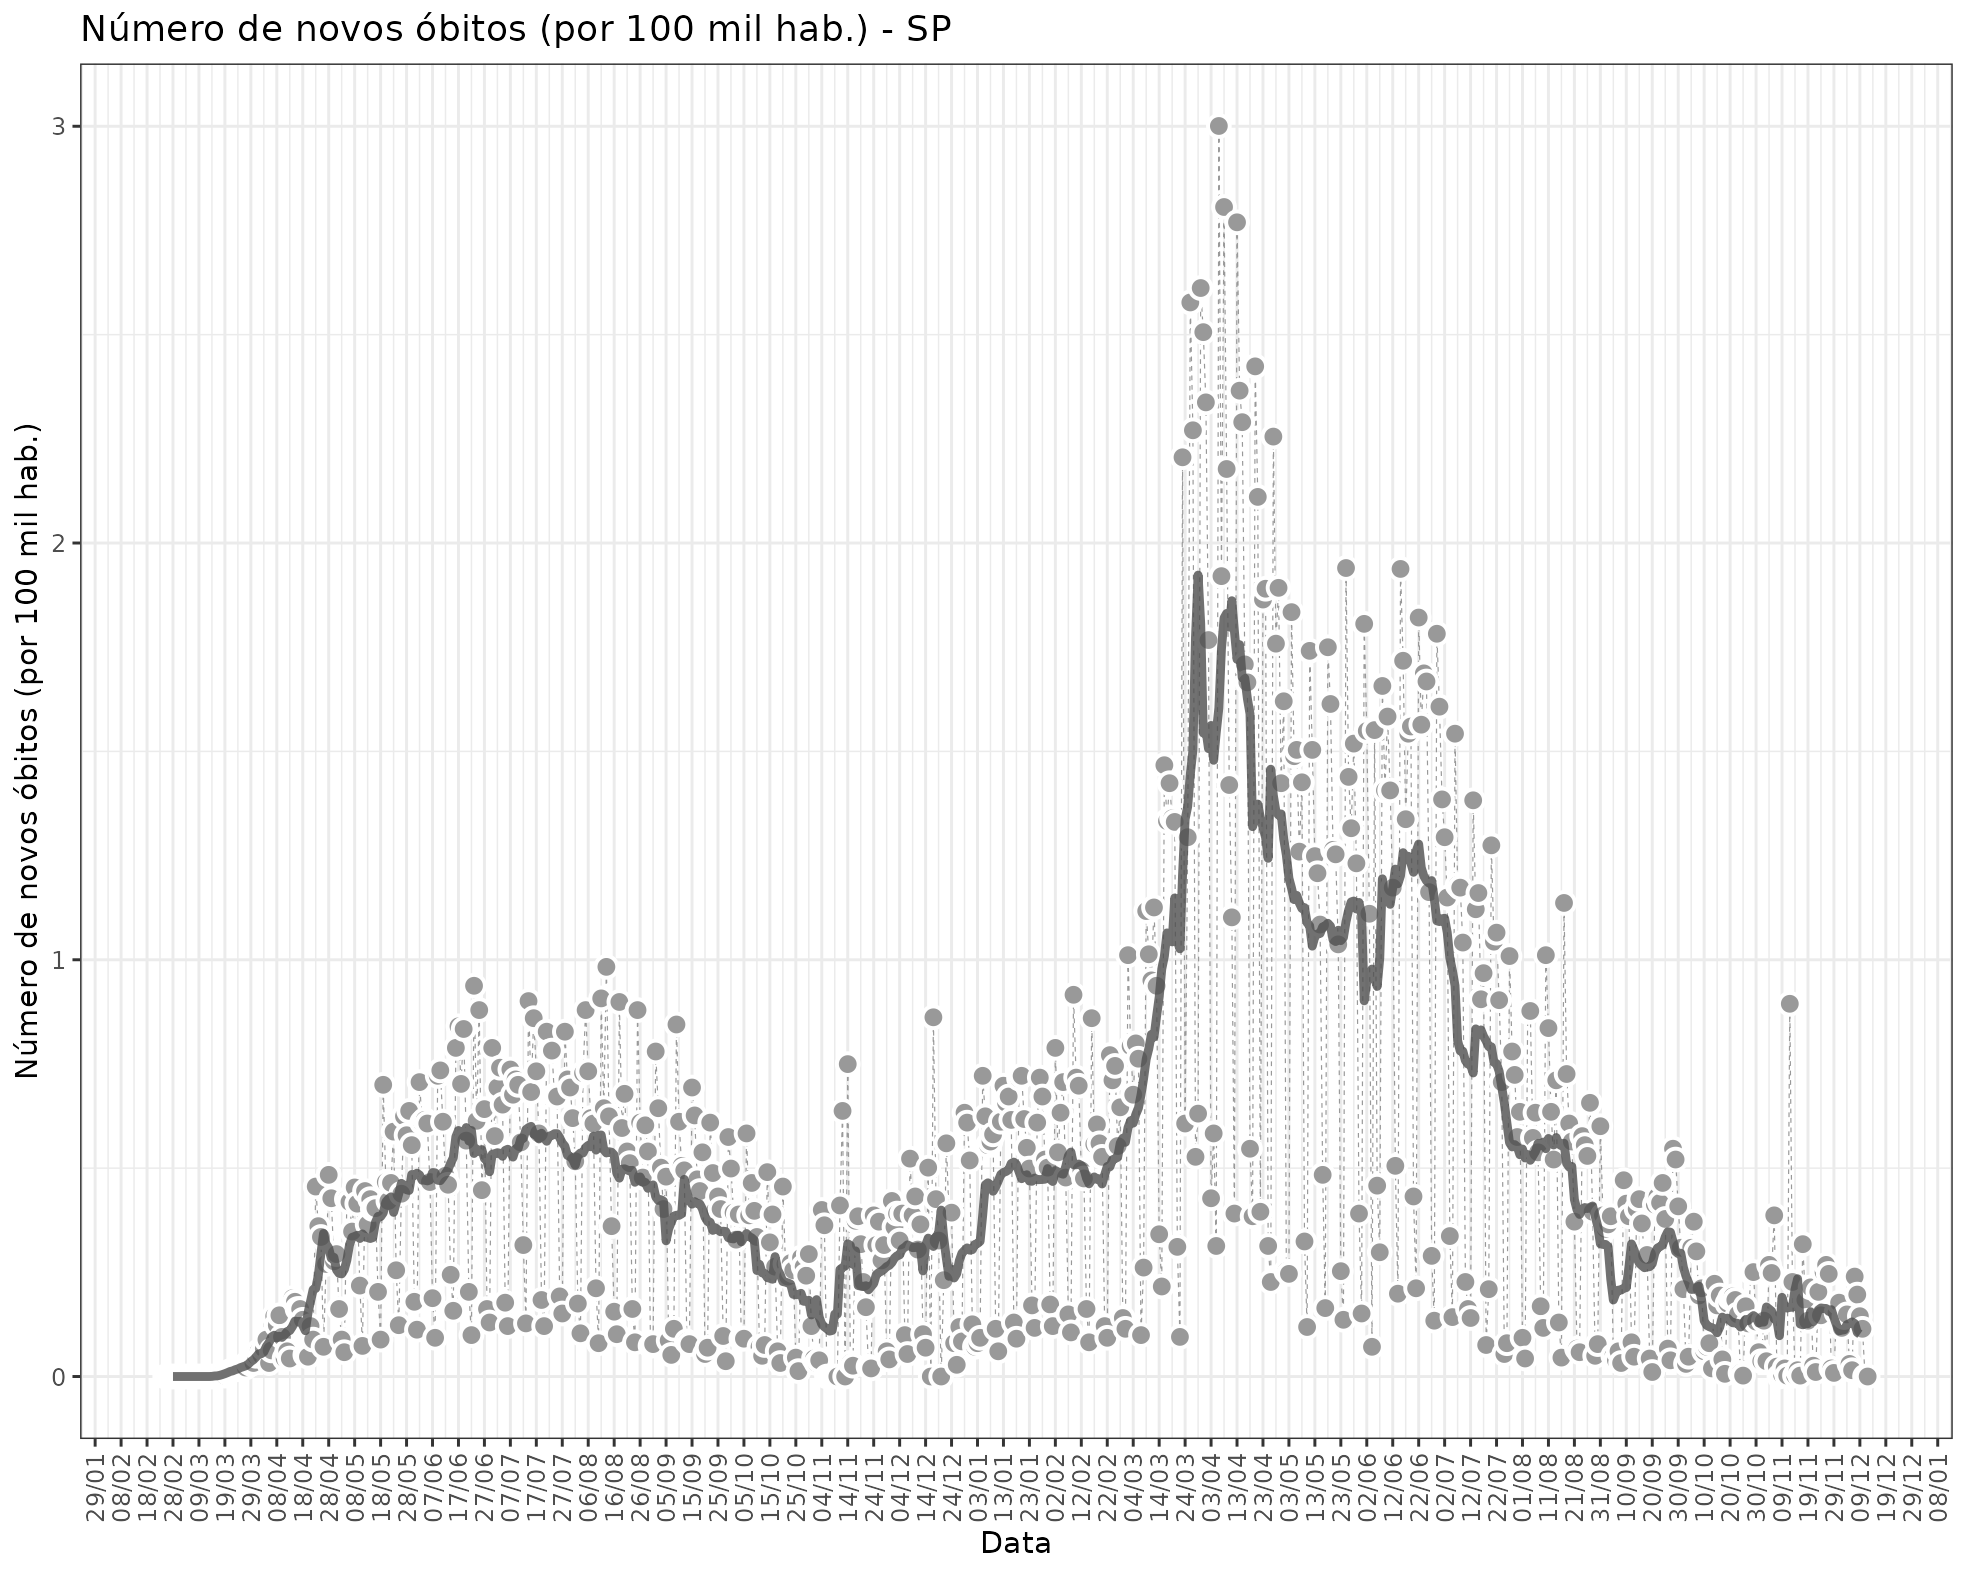 Número de novos óbitos (por 100 mil hab.) - SP
Número de novos óbitos (por 100 mil hab.)
3
2
1
0
29/01 08/02 18/02 28/02 09/03 19/03 29/03 08/04 18/04 28/04 08/05 18/05 28/05 07/06 17/06 27/06 07/07 17/07 27/07 06/08 16/08 26/08 05/09 15/09 25/09 05/10 15/10 25/10 04/11 14/11 24/11 04/12 14/12 24/12 03/01 13/01 23/01 02/02 12/02 22/02 04/03 14/03 24/03 03/04 13/04 23/04 03/05 13/05 23/05 02/06 12/06 22/06 02/07 12/07 22/07 01/08 11/08 21/08 31/08 10/09 20/09 30/09 10/10 20/10 30/10 09/11 19/11 29/11 09/12 19/12 29/12 08/01
Data